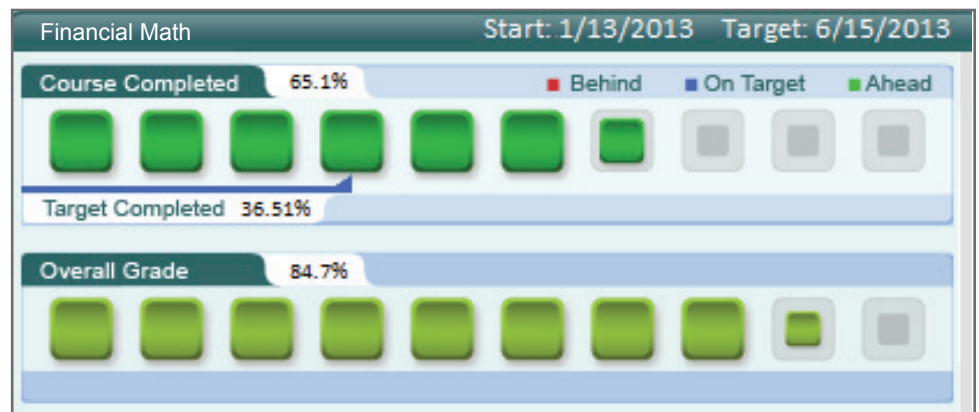 Financial Math Start: 1/13/2013 Target: 6/15/2013
Course Completed 65.1% Behind On Target Ahead
Target Completed 36.51%
Overall Grade 84.7%